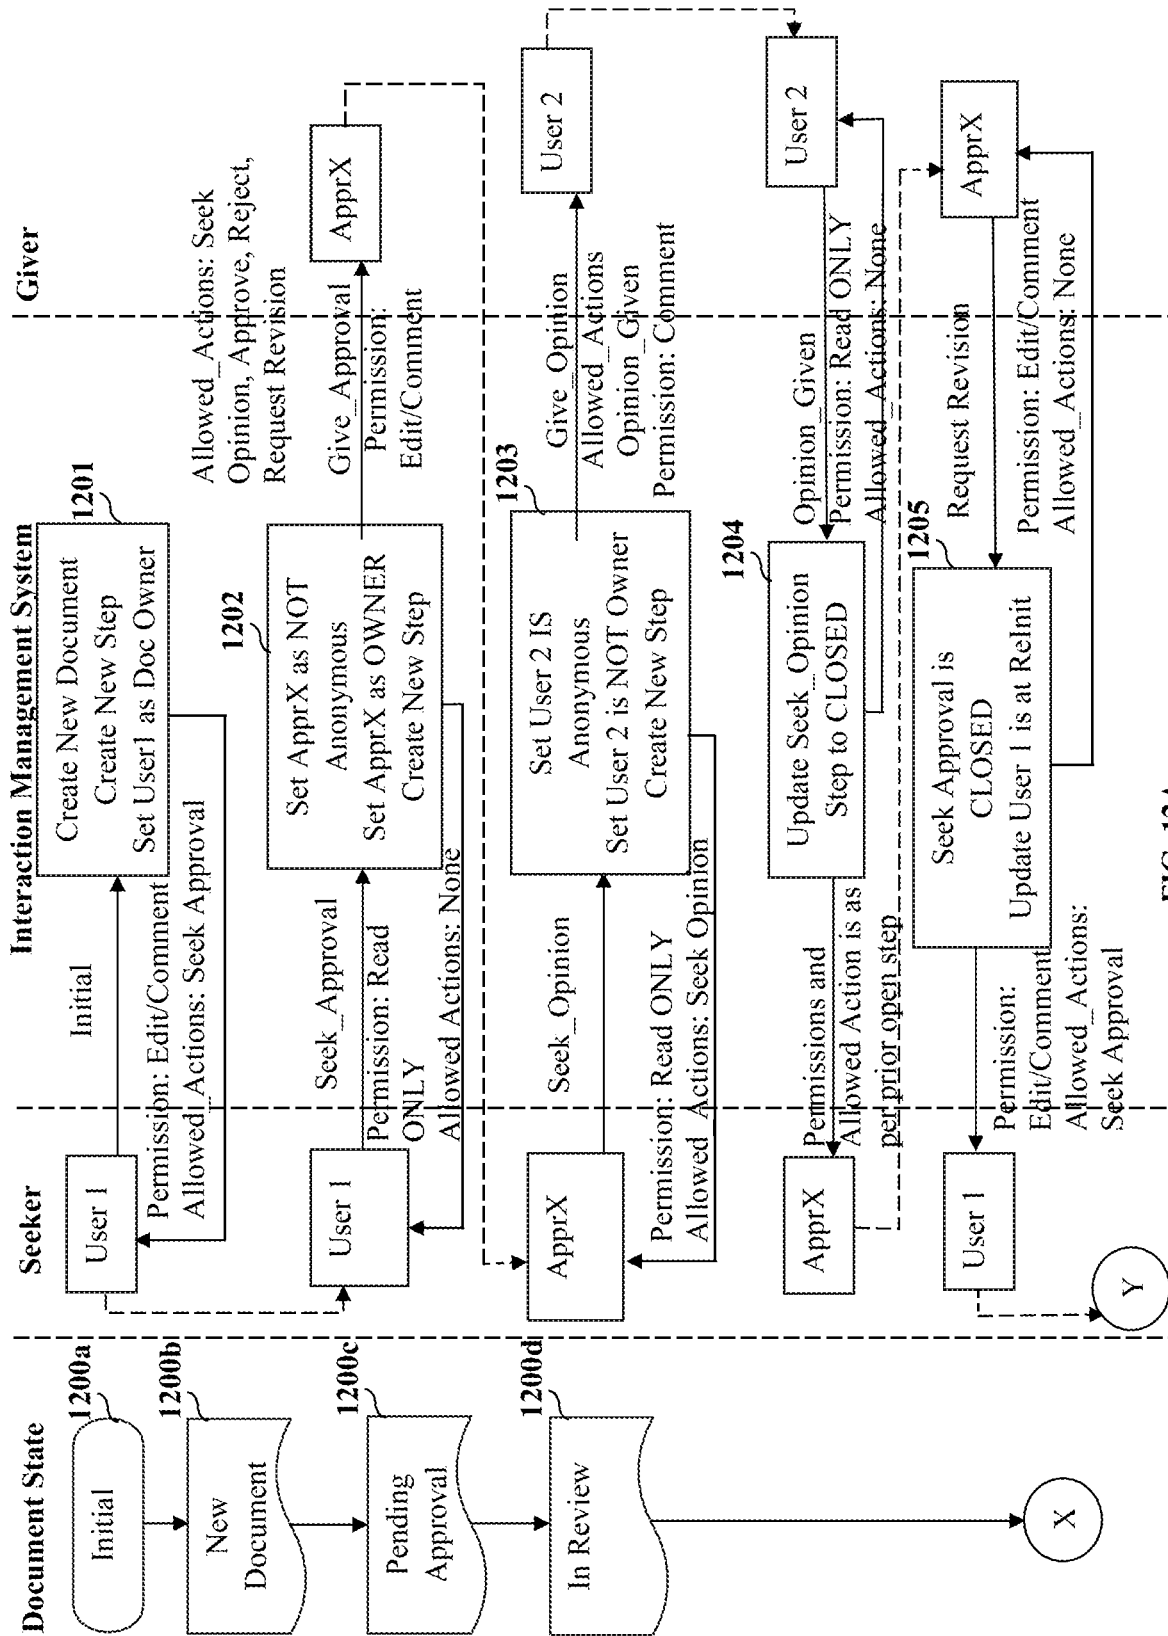 Document State
Seeker
Interaction Management System
Giver
1200a
Initial
1200b
New
Document
1200c
Pending
Approval
1200d
In Review
X
User 1
Initial
1201
Create New Document
Create New Step
Set User1 as Doc Owner
Permission: Edit/Comment
Allowed_Actions: Seek Approval
User 1
Seek_Approval
Permission: Read
ONLY
Allowed Actions: None
1202
Set ApprX as NOT
Anonymous
Set ApprX as OWNER
Create New Step
Allowed_Actions: Seek
Opinion, Approve, Reject,
Request Revision
Give_Approval
Permission:
Edit/Comment
ApprX
ApprX
Seek_Opinion
Permission: Read ONLY
Allowed_Actions: Seek Opinion
1203
Set User 2 IS
Anonymous
Set User 2 is NOT Owner
Create New Step
Give_Opinion
Allowed_Actions
Opinion_Given
Permission: Comment
User 2
ApprX
Permissions and
Allowed Action is as
per prior open step
1204
Update Seek_Opinion
Step to CLOSED
Opinion_Given
Permission: Read ONLY
Allowed_Actions: None
User 2
User 1
Permission:
Edit/Comment
Allowed_Actions:
Seek Approval
1205
Seek Approval is
CLOSED
Update User 1 is at ReInit
Request Revision
Permission: Edit/Comment
Allowed_Actions: None
ApprX
Y